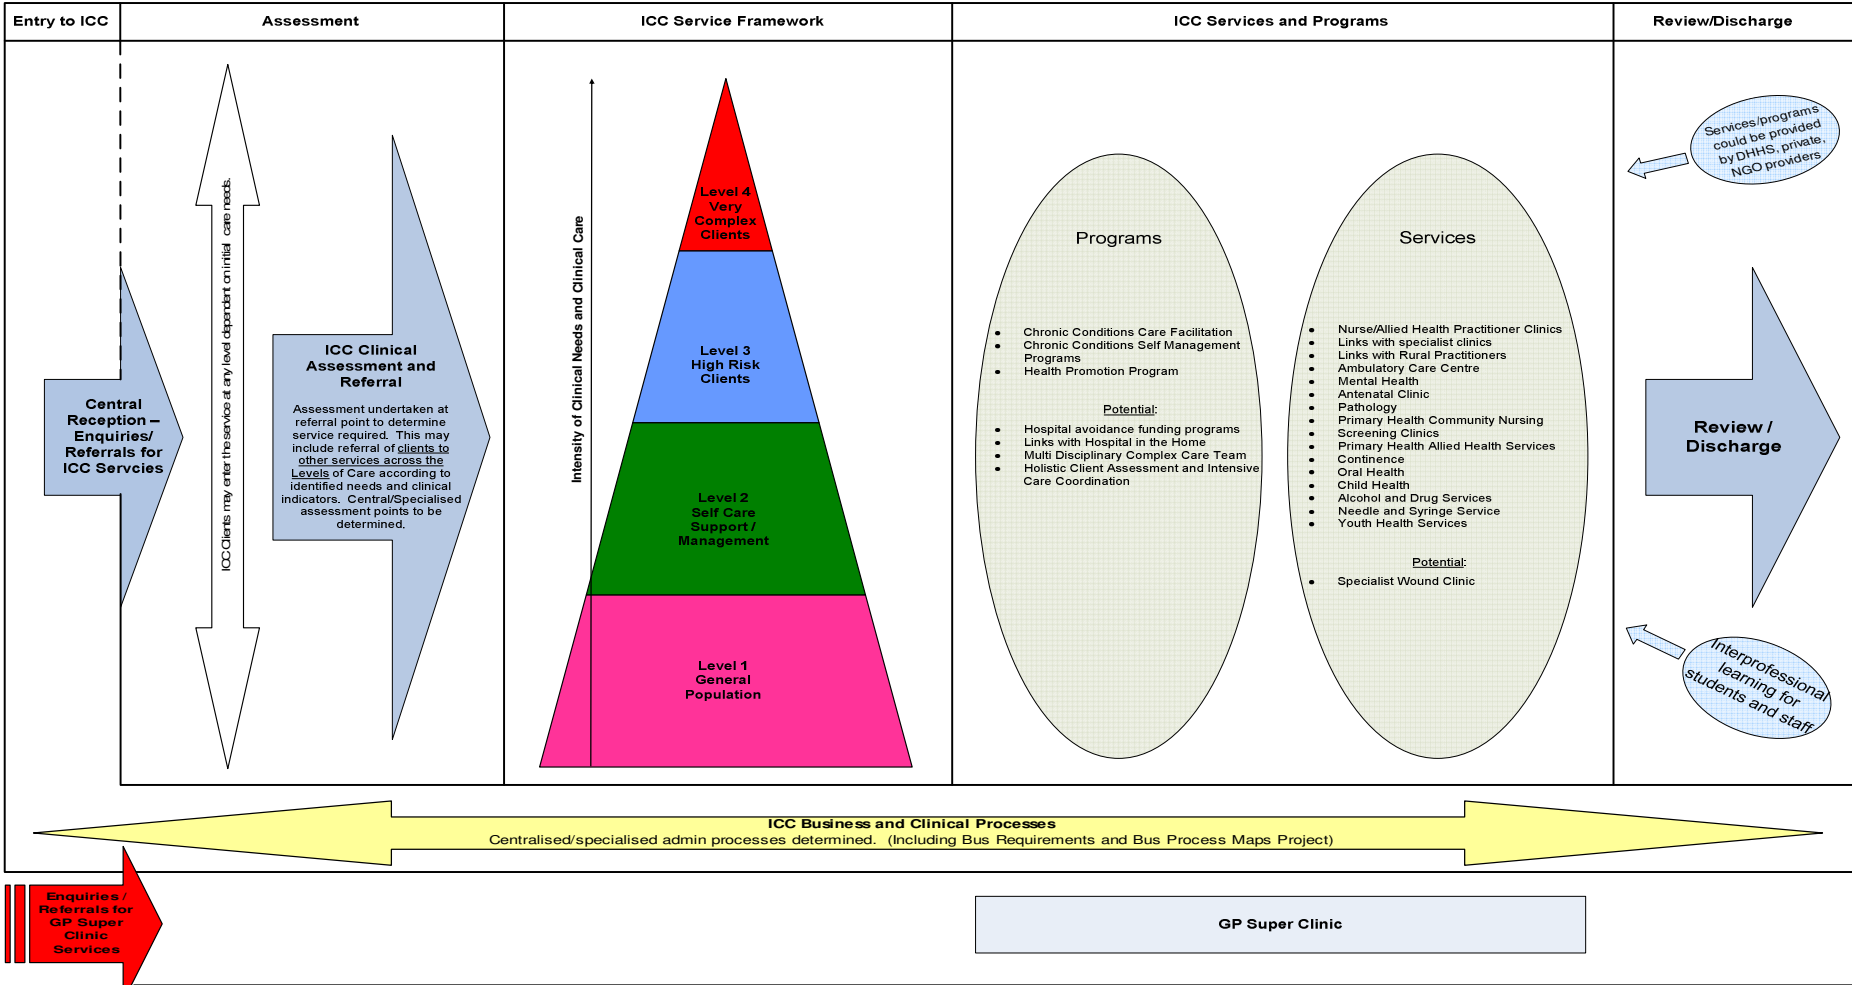 Entry to ICC
Assessment
ICC Service Framework
ICC Services and Programs
Review/Discharge
Central
Reception –
Enquiries/
Referrals for
ICC Servcies
ICC Clients may enter the service at any level dependent on initial care needs.
ICC Clinical
Assessment and
Referral
Assessment undertaken at
referral point to determine
service required. This may
include referral of clients to
other services across the
Levels of Care according to
identified needs and clinical
indicators. Central/Specialised
assessment points to be
determined.
Intensity of Clinical Needs and Clinical Care
Level 4
Very
Complex
Clients
Level 3
High Risk
Clients
Level 2
Self Care
Support /
Management
Level 1
General
Population
Programs
• Chronic Conditions Care Facilitation
• Chronic Conditions Self Management
Programs
• Health Promotion Program
Potential:
• Hospital avoidance funding programs
• Links with Hospital in the Home
• Multi Disciplinary Complex Care Team
• Holistic Client Assessment and Intensive
Care Coordination
Services
• Nurse/Allied Health Practitioner Clinics
• Links with specialist clinics
• Links with Rural Practitioners
• Ambulatory Care Centre
• Mental Health
• Antenatal Clinic
• Pathology
• Primary Health Community Nursing
• Screening Clinics
• Primary Health Allied Health Services
• Continence
• Oral Health
• Child Health
• Alcohol and Drug Services
• Needle and Syringe Service
• Youth Health Services
Potential:
• Specialist Wound Clinic
Services/programs
could be provided
by DHHS, private,
NGO providers
Review /
Discharge
Interprofessional
learning for
students and staff
ICC Business and Clinical Processes
Centralised/specialised admin processes determined. (Including Bus Requirements and Bus Process Maps Project)
Enquiries /
Referrals for
GP Super
Clinic
Services
GP Super Clinic